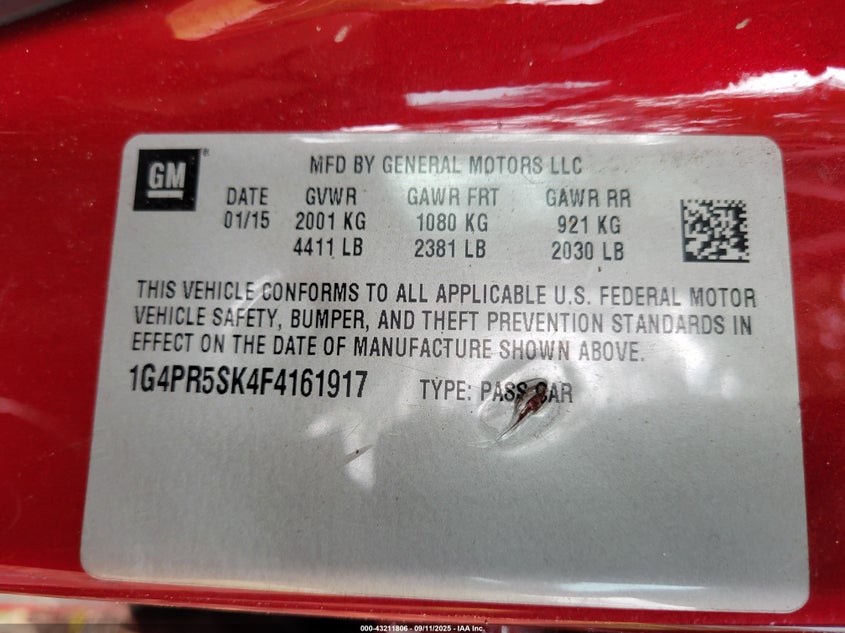 GM
MFD BY GENERAL MOTORS LLC
DATE GVWR GAWR FRT GAWR RR
01/15 2001 KG 1080 KG 921 KG
4411 LB 2381 LB 2030 LB
THIS VEHICLE CONFORMS TO ALL APPLICABLE U.S. FEDERAL MOTOR
VEHICLE SAFETY, BUMPER, AND THEFT PREVENTION STANDARDS IN
EFFECT ON THE DATE OF MANUFACTURE SHOWN ABOVE.
1G4PR5SK4F4161917 TYPE: PASS CAR
000-43211806 - 09/11/2025 - IAA Inc.